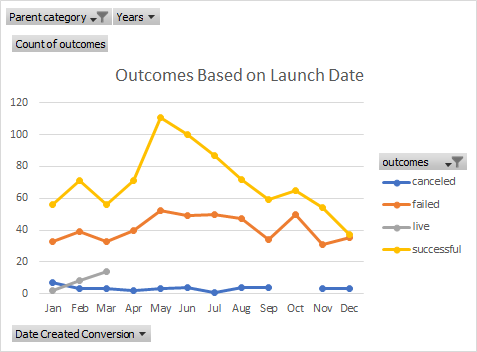 Parent category Years
Count of outcomes
Outcomes Based on Launch Date
120
100
80
60
40
20
0
Jan Feb Mar Apr May Jun Jul Aug Sep Oct Nov Dec
outcomes
canceled
failed
live
successful
Date Created Conversion